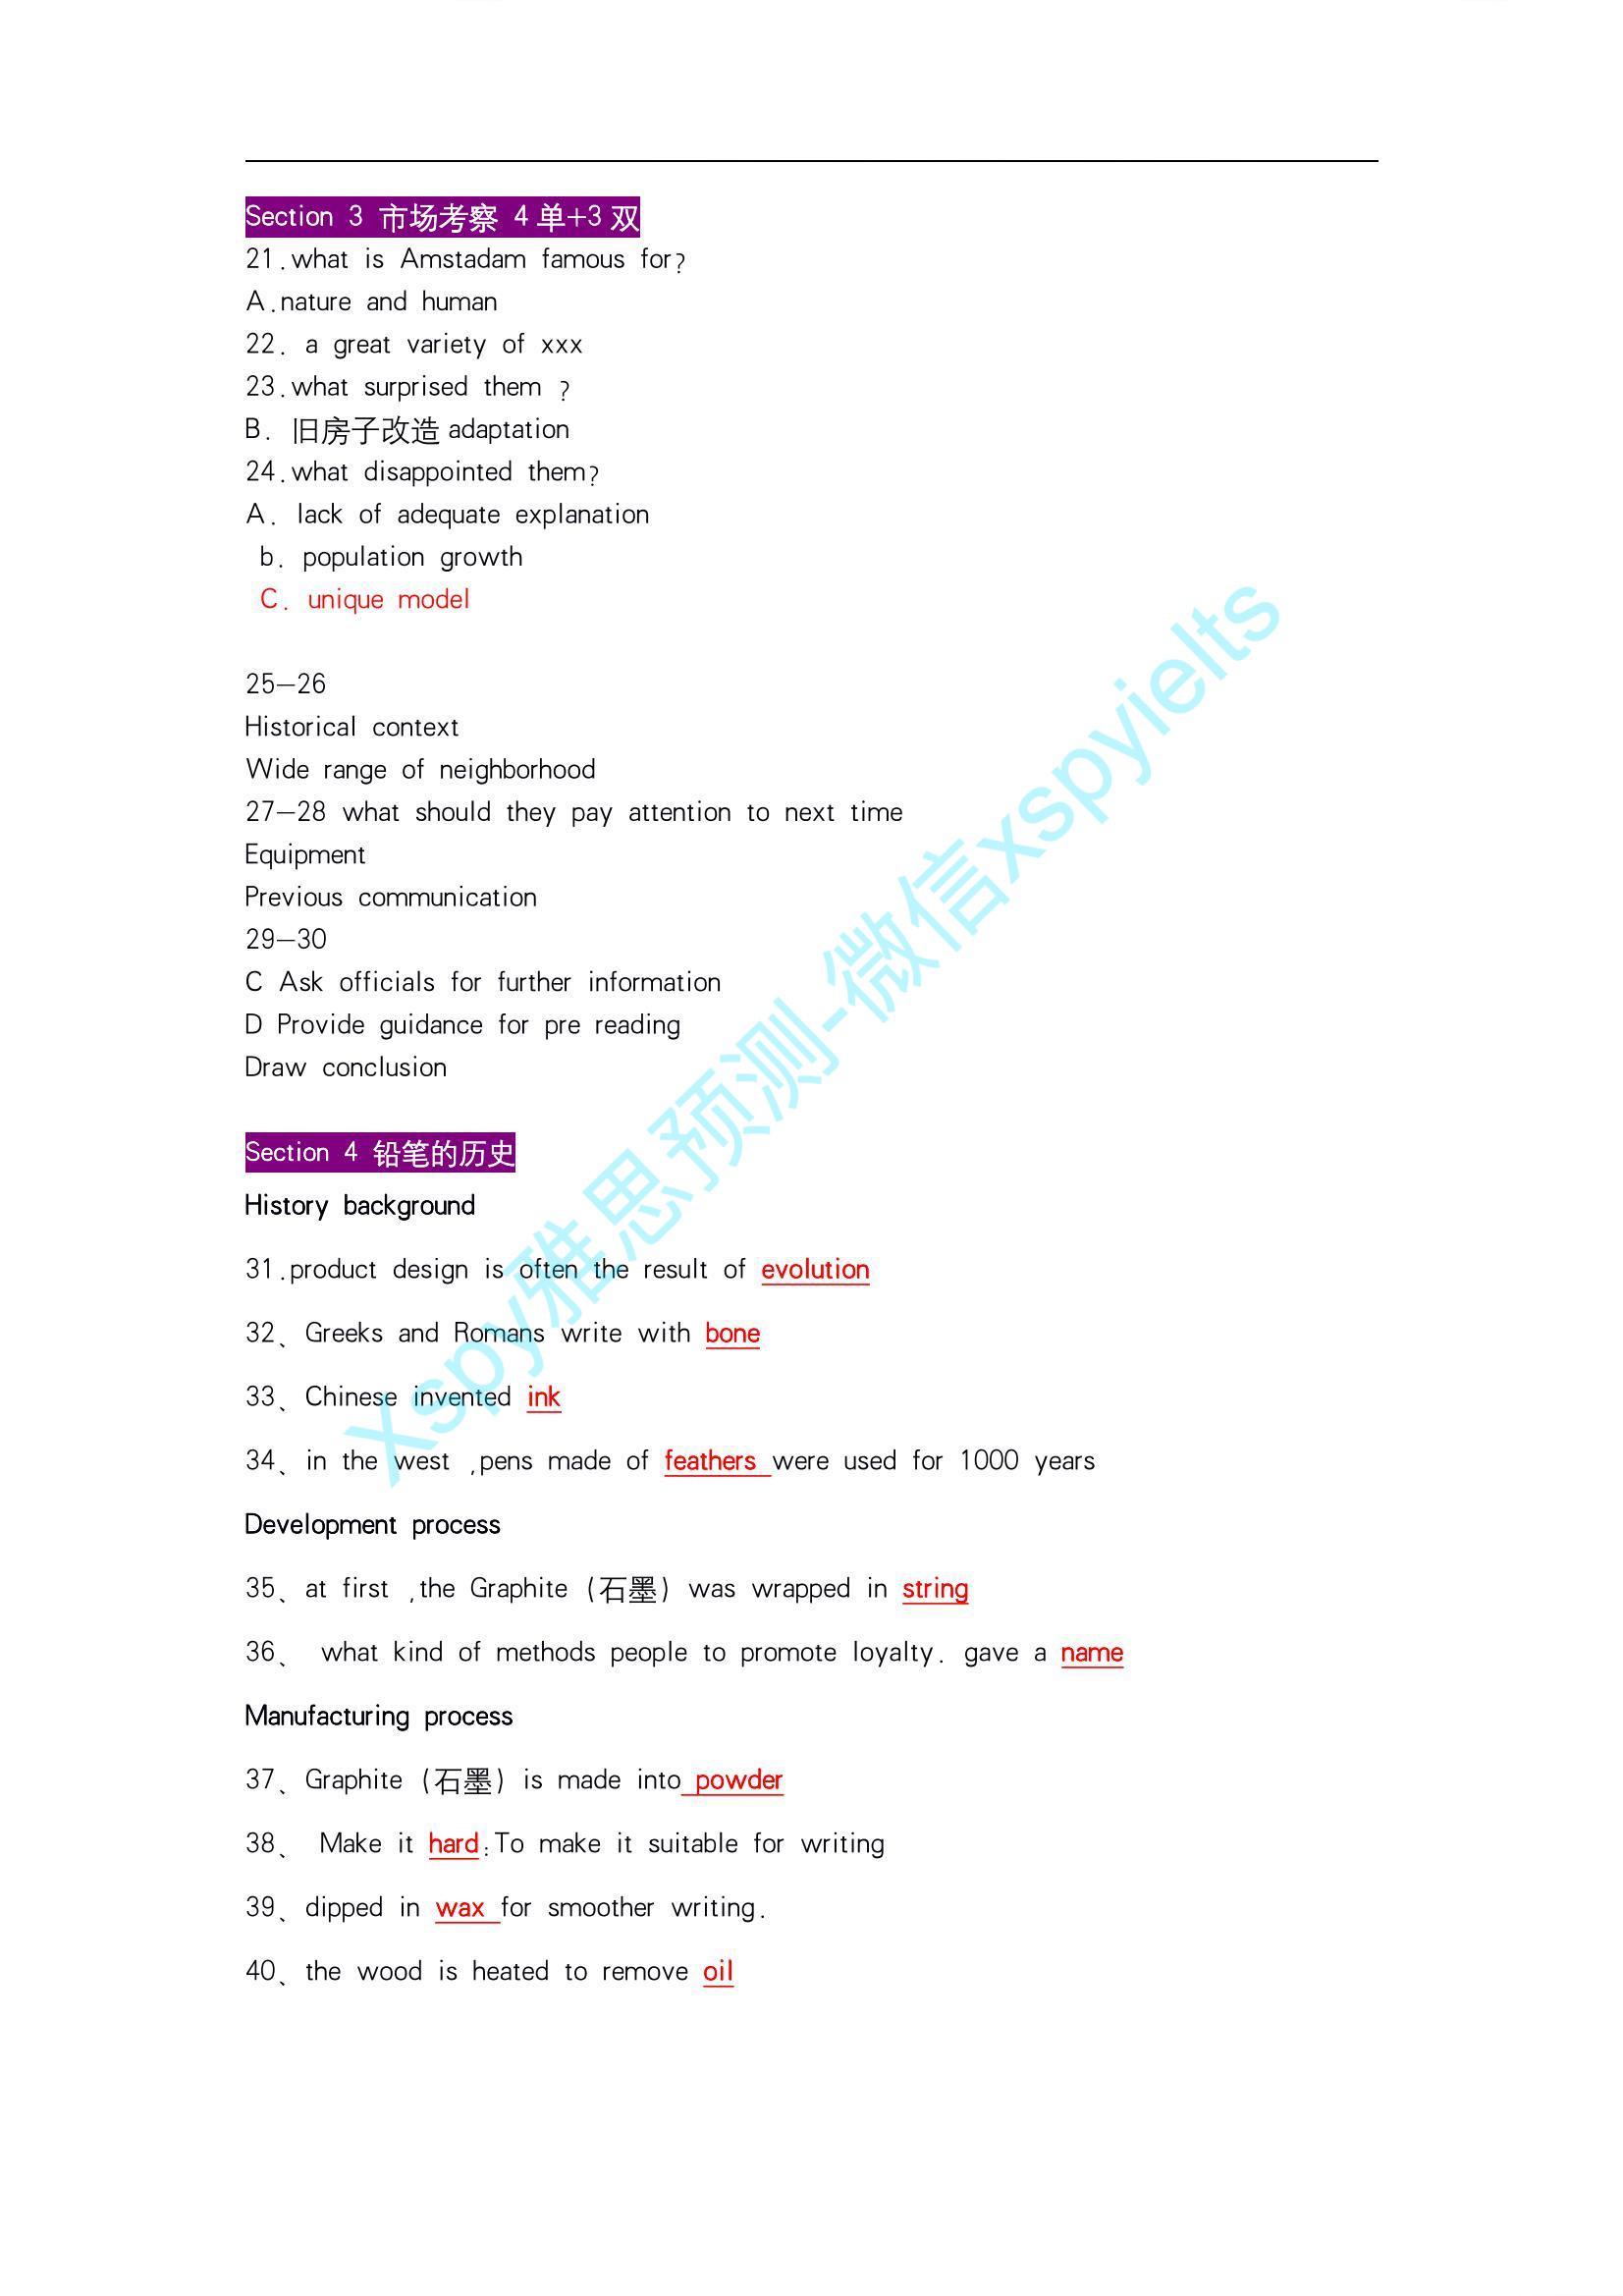 Section 3 市场考察 4单+3双
21.what is Amstadam famous for?
A.nature and human
22. a great variety of xxx
23.what surprised them ?
B. 旧房子改造 adaptation
24.what disappointed them?
A. lack of adequate explanation
b. population growth
C. unique model
25-26
Historical context
Wide range of neighborhood
27-28 what should they pay attention to next time
Equipment
Previous communication
29-30
C Ask officials for further information
D Provide guidance for pre reading
Draw conclusion
Section 4 铅笔的历史
History background
31.product design is often the result of evolution
32、Greeks and Romans write with bone
33、Chinese invented ink
34、in the west ,pens made of feathers were used for 1000 years
Development process
35、at first ,the Graphite (石墨) was wrapped in string
36、 what kind of methods people to promote loyalty. gave a name
Manufacturing process
37、Graphite (石墨) is made into powder
38、 Make it hard:To make it suitable for writing
39、dipped in wax for smoother writing.
40、the wood is heated to remove oil
xspy雅思预测-微信xspyielts